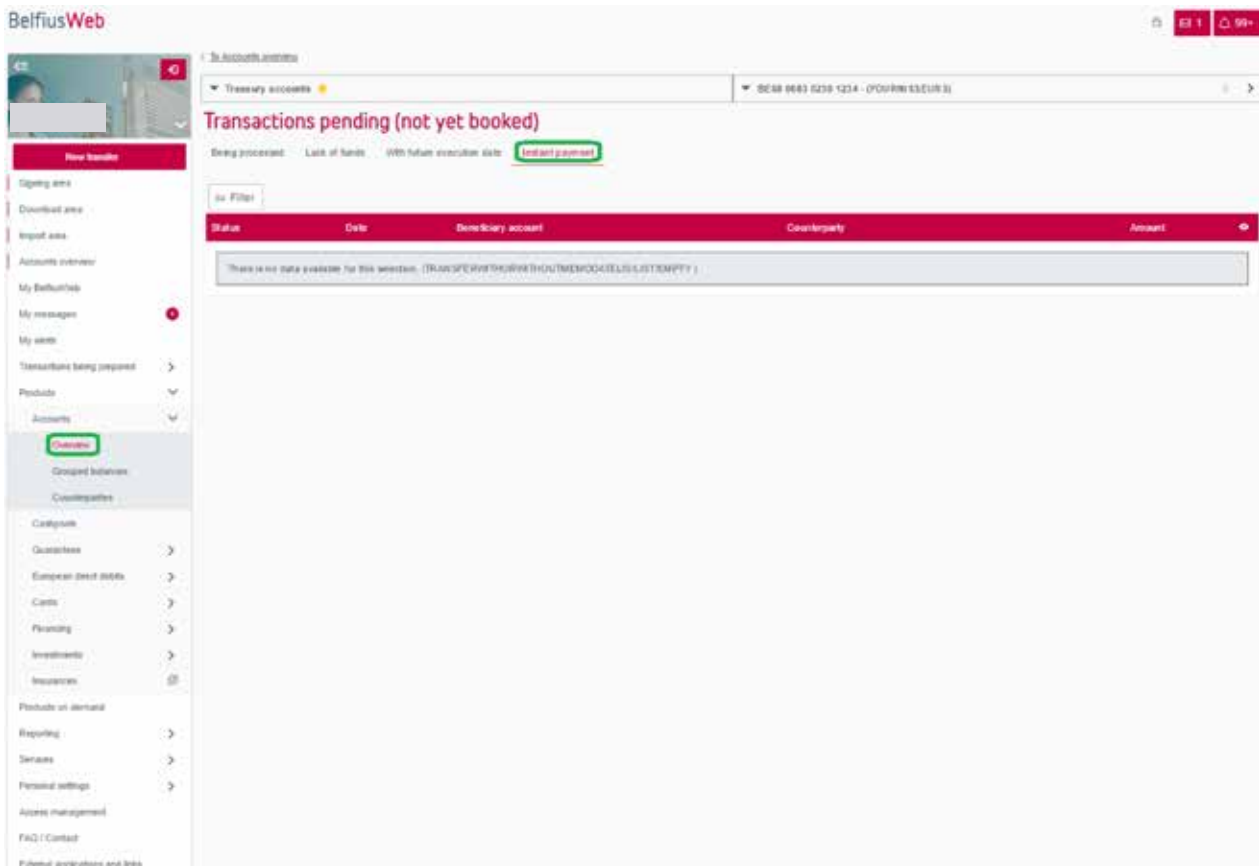 BelfiusWeb
1
99+
To Accounts overview
Treasury accounts
(FOURNISSEURS)
Transactions pending (not yet booked)
Being processed Lack of funds With future execution date Instant payment
Filter
Status Date Beneficiary account Counterparty Amount
There is no data available for this selection.
New transfer
Signing area
Download area
Import area
Accounts overview
My BelfiusWeb
My messages
My alerts
Transactions being prepared
Products
Accounts
Overview
Grouped balances
Counterparties
Cashpook
Guarantees
European direct debits
Cards
Financing
Investments
Insurances
Products on demand
Reporting
Services
Personal settings
Access management
FAQ / Contact
External applications and links